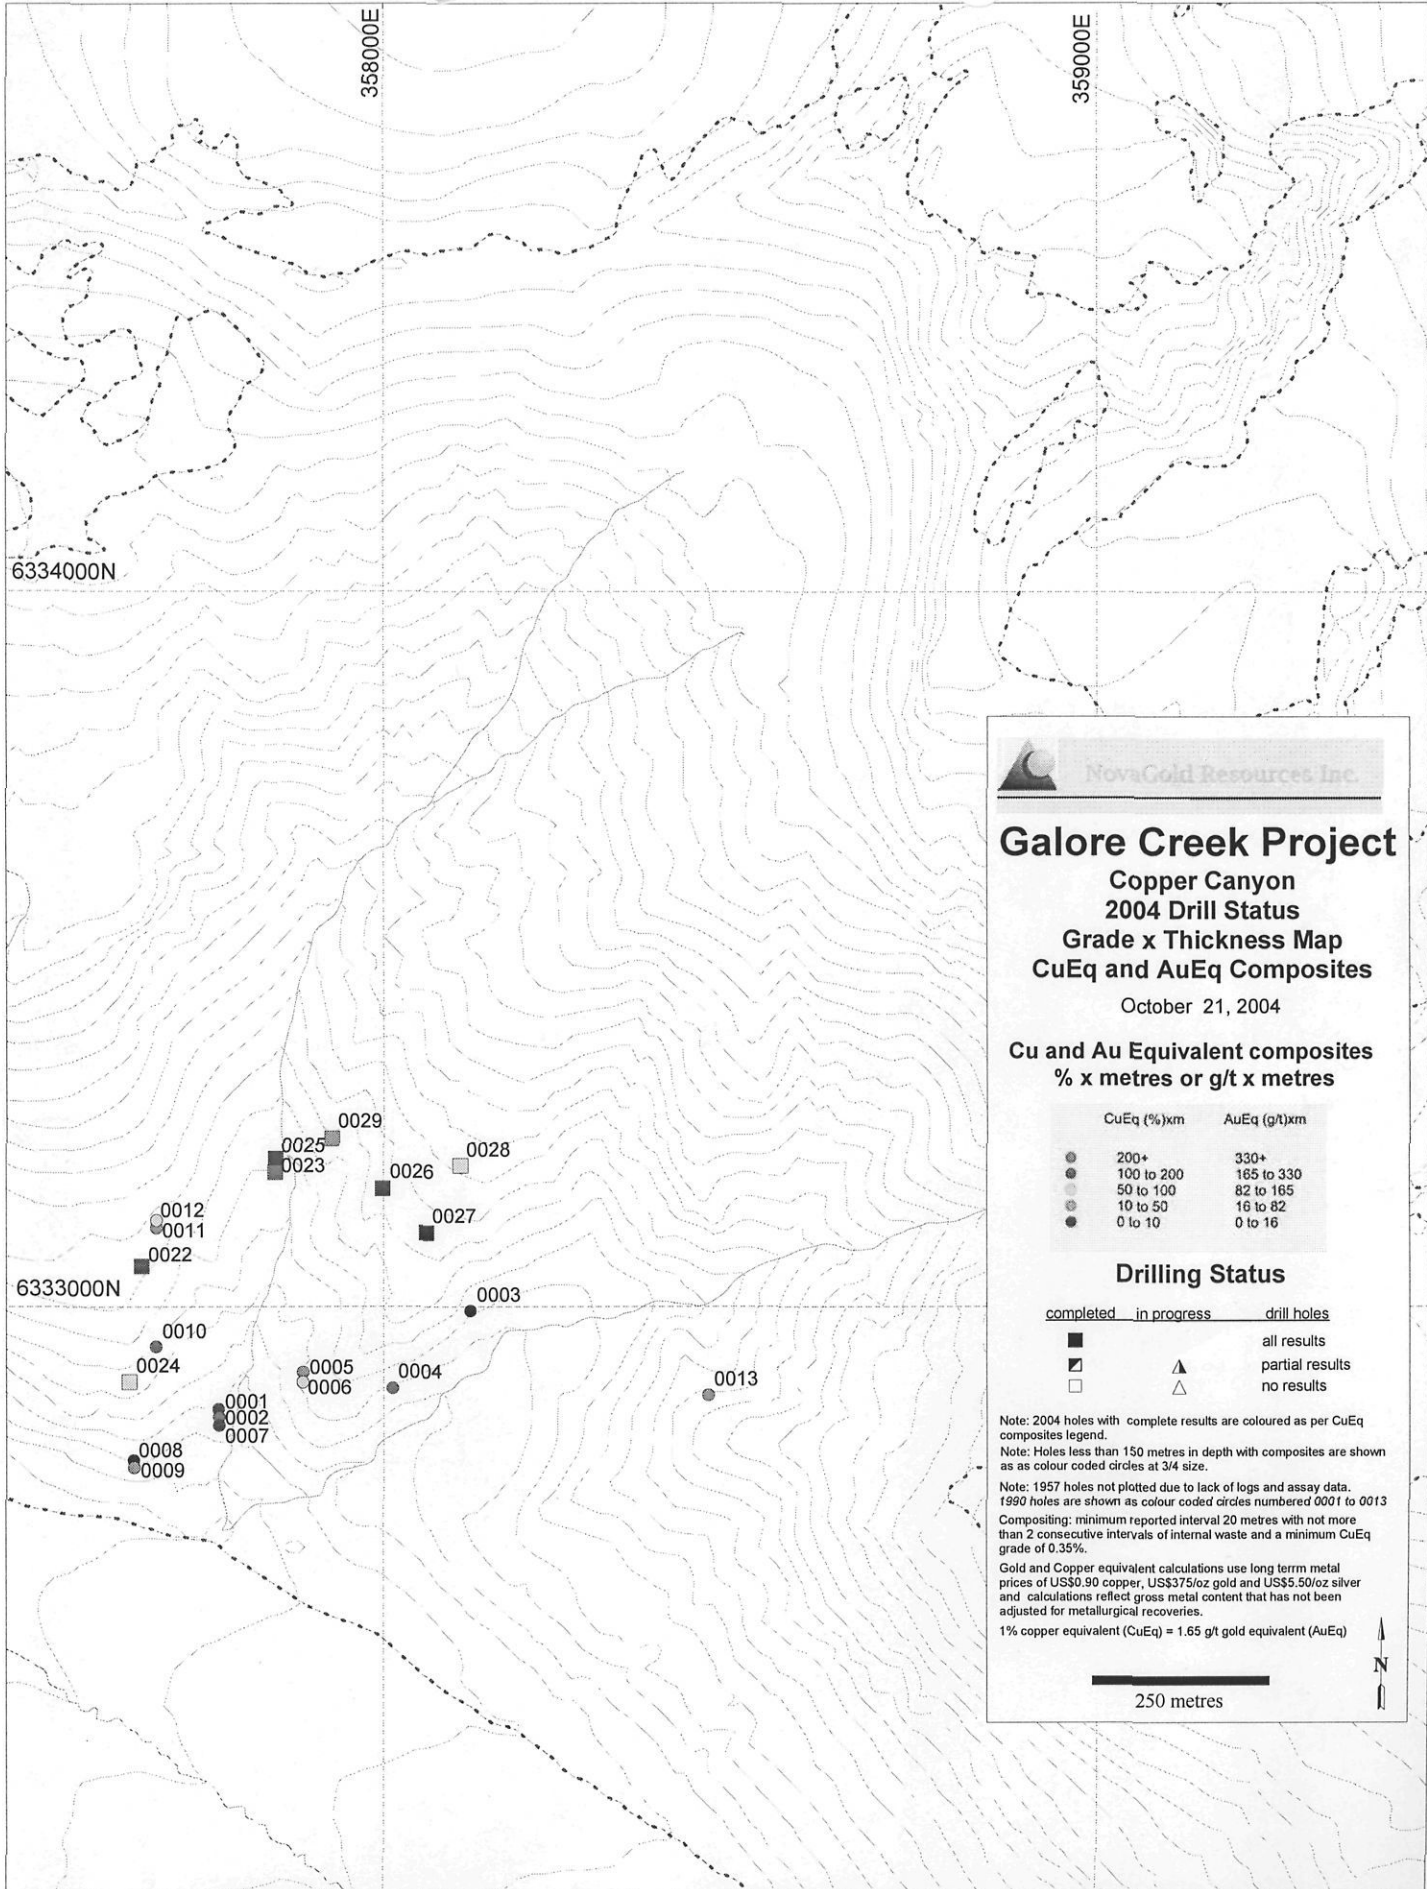 358000E
359000E
6334000N
NovaGold Resources Inc.
Galore Creek Project
Copper Canyon
2004 Drill Status
Grade x Thickness Map
CuEq and AuEq Composites
October 21, 2004
Cu and Au Equivalent composites
% x metres or g/t x metres
CuEq (%)xm AuEq (g/t)xm
200+ 330+
100 to 200 165 to 330
50 to 100 82 to 165
10 to 50 16 to 82
0 to 10 0 to 16
Drilling Status
completed in progress drill holes
all results
partial results
no results
Note: 2004 holes with complete results are coloured as per CuEq
composites legend.
Note: Holes less than 150 metres in depth with composites are shown
as as colour coded circles at 3/4 size.
Note: 1957 holes not plotted due to lack of logs and assay data.
1990 holes are shown as colour coded circles numbered 0001 to 0013
Compositing: minimum reported interval 20 metres with not more
than 2 consecutive intervals of internal waste and a minimum CuEq
grade of 0.35%.
Gold and Copper equivalent calculations use long terrm metal
prices of US$0.90 copper, US$375/oz gold and US$5.50/oz silver
and calculations reflect gross metal content that has not been
adjusted for metallurgical recoveries.
1% copper equivalent (CuEq) = 1.65 g/t gold equivalent (AuEq)
N
250 metres
0029
0025
0023
0028
0026
0012
0011
0027
0022
6333000N
0003
0010
0024
0005
0006
0004
0013
0001
0002
0007
0008
0009